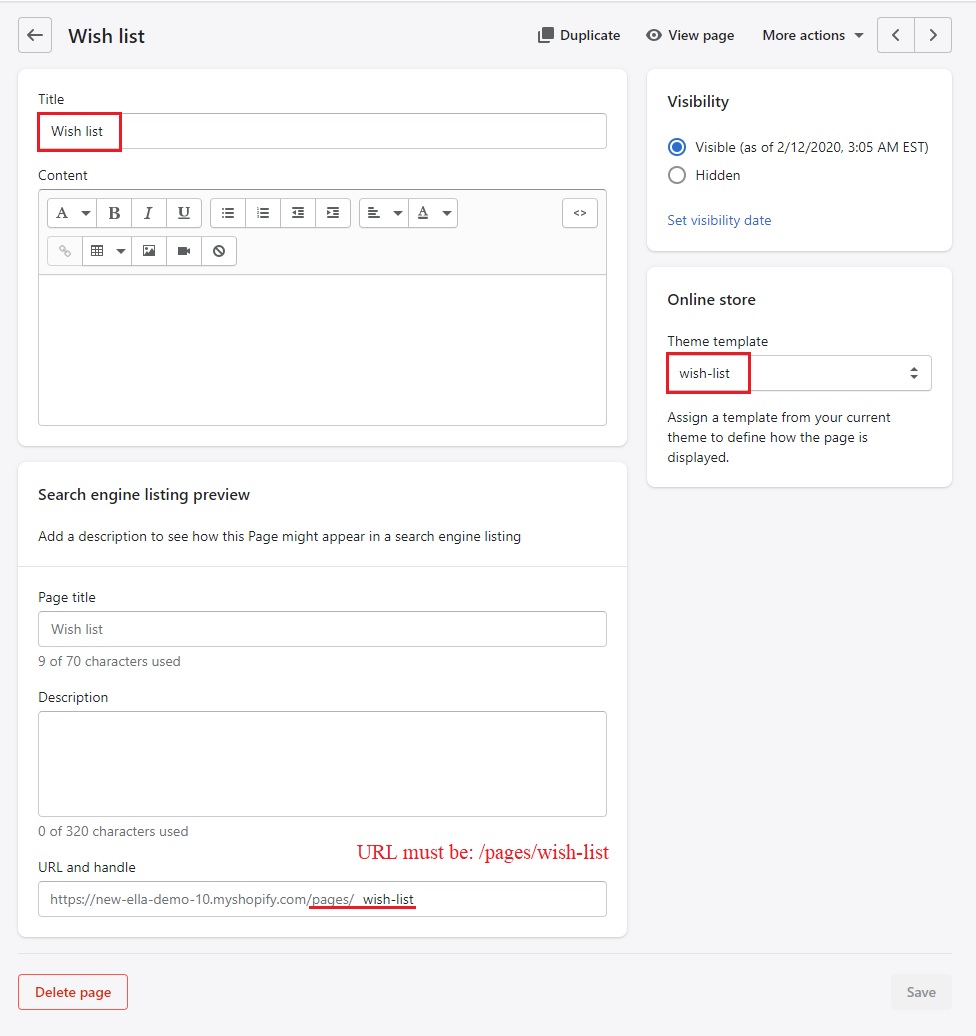 Wish list
Duplicate
View page
More actions
Title
Wish list
Content
A
B
I
U
A
<>
Visibility
Visible (as of 2/12/2020, 3:05 AM EST)
Hidden
Set visibility date
Online store
Theme template
wish-list
Assign a template from your current
theme to define how the page is
displayed.
Search engine listing preview
Add a description to see how this Page might appear in a search engine listing
Page title
Wish list
9 of 70 characters used
Description
0 of 320 characters used
URL must be: /pages/wish-list
URL and handle
https://new-ella-demo-10.myshopify.com/pages/ wish-list
Delete page
Save